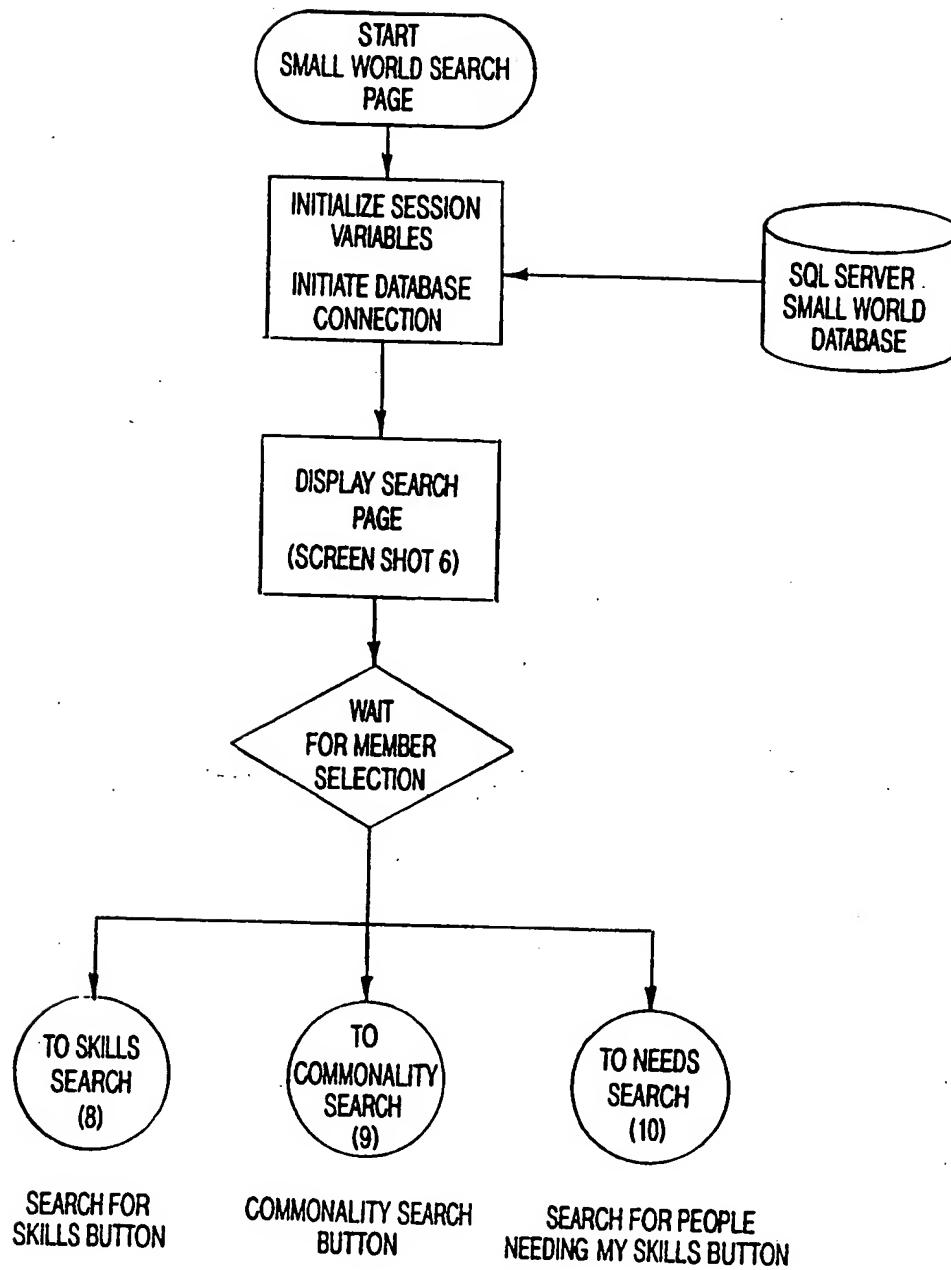 START
SMALL WORLD SEARCH
PAGE
INITIALIZE SESSION
VARIABLES
INITIATE DATABASE
CONNECTION
SQL SERVER
SMALL WORLD
DATABASE
DISPLAY SEARCH
PAGE
(SCREEN SHOT 6)
WAIT
FOR MEMBER
SELECTION
TO SKILLS
SEARCH
(8)
TO
COMMONALITY
SEARCH
(9)
TO NEEDS
SEARCH
(10)
SEARCH FOR
SKILLS BUTTON
COMMONALITY SEARCH
BUTTON
SEARCH FOR PEOPLE
NEEDING MY SKILLS BUTTON